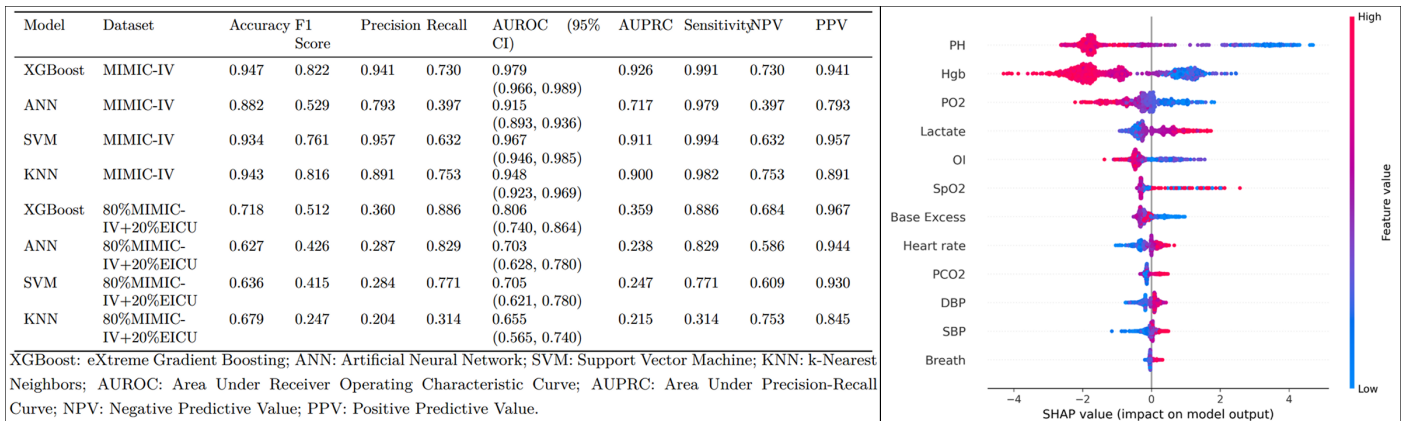 Model Dataset Accuracy F1 Score Precision Recall AUROC (95% CI) AUPRC Sensitivity NPV PPV
XGBoost MIMIC-IV 0.947 0.822 0.941 0.730 0.979 (0.966, 0.989) 0.926 0.991 0.730 0.941
ANN MIMIC-IV 0.882 0.529 0.793 0.397 0.915 (0.893, 0.936) 0.717 0.979 0.397 0.793
SVM MIMIC-IV 0.934 0.761 0.957 0.632 0.967 (0.946, 0.985) 0.911 0.994 0.632 0.957
KNN MIMIC-IV 0.943 0.816 0.891 0.753 0.948 (0.923, 0.969) 0.900 0.982 0.753 0.891
XGBoost 80%MIMIC-IV+20%EICU 0.718 0.512 0.360 0.886 0.806 (0.740, 0.864) 0.359 0.886 0.684 0.967
ANN 80%MIMIC-IV+20%EICU 0.627 0.426 0.287 0.829 0.703 (0.628, 0.780) 0.238 0.829 0.586 0.944
SVM 80%MIMIC-IV+20%EICU 0.636 0.415 0.284 0.771 0.705 (0.621, 0.780) 0.247 0.771 0.609 0.930
KNN 80%MIMIC-IV+20%EICU 0.679 0.247 0.204 0.314 0.655 (0.565, 0.740) 0.215 0.314 0.753 0.845
XGBoost: eXtreme Gradient Boosting; ANN: Artificial Neural Network; SVM: Support Vector Machine; KNN: k-Nearest
Neighbors; AUROC: Area Under Receiver Operating Characteristic Curve; AUPRC: Area Under Precision-Recall
Curve; NPV: Negative Predictive Value; PPV: Positive Predictive Value.
PH
Hgb
PO2
Lactate
OI
SpO2
Base Excess
Heart rate
PCO2
DBP
SBP
Breath
−4 −2 0 2 4
SHAP value (impact on model output)
High
Feature value
Low